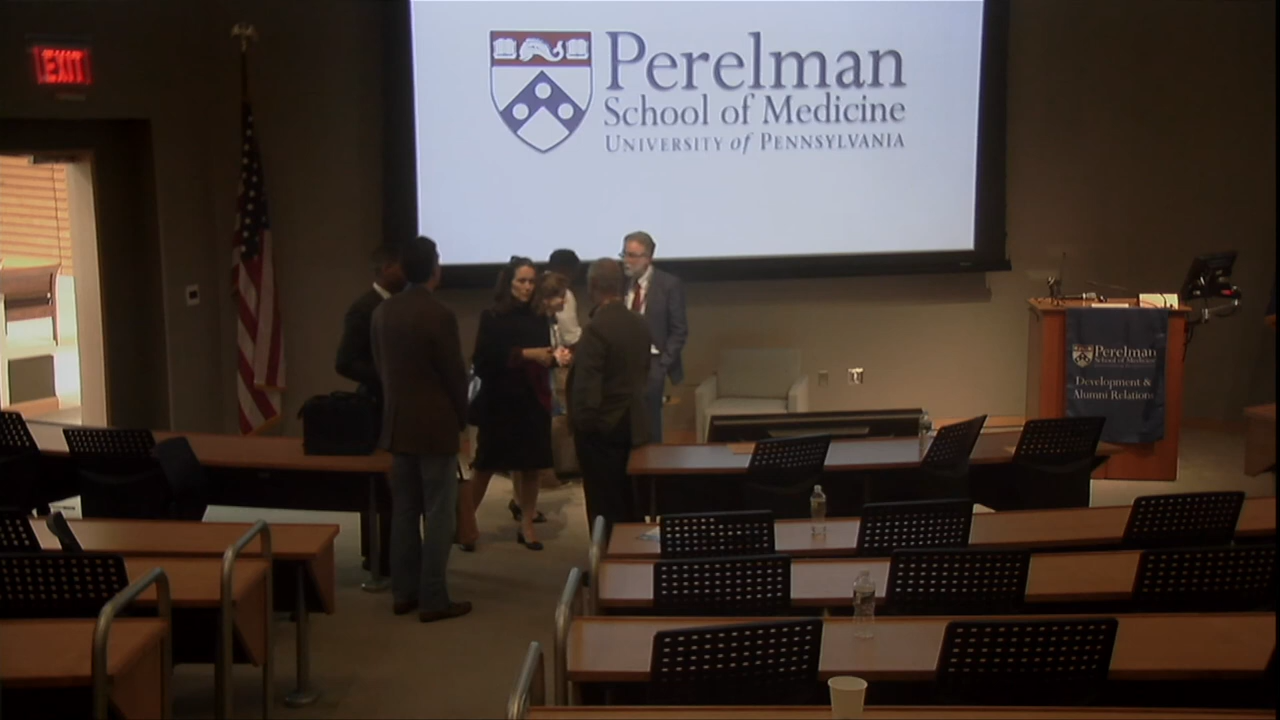 EXIT
Perelman
School of Medicine
UNIVERSITY of PENNSYLVANIA
Perelman
School of Medicine
Development &
Alumni Relations